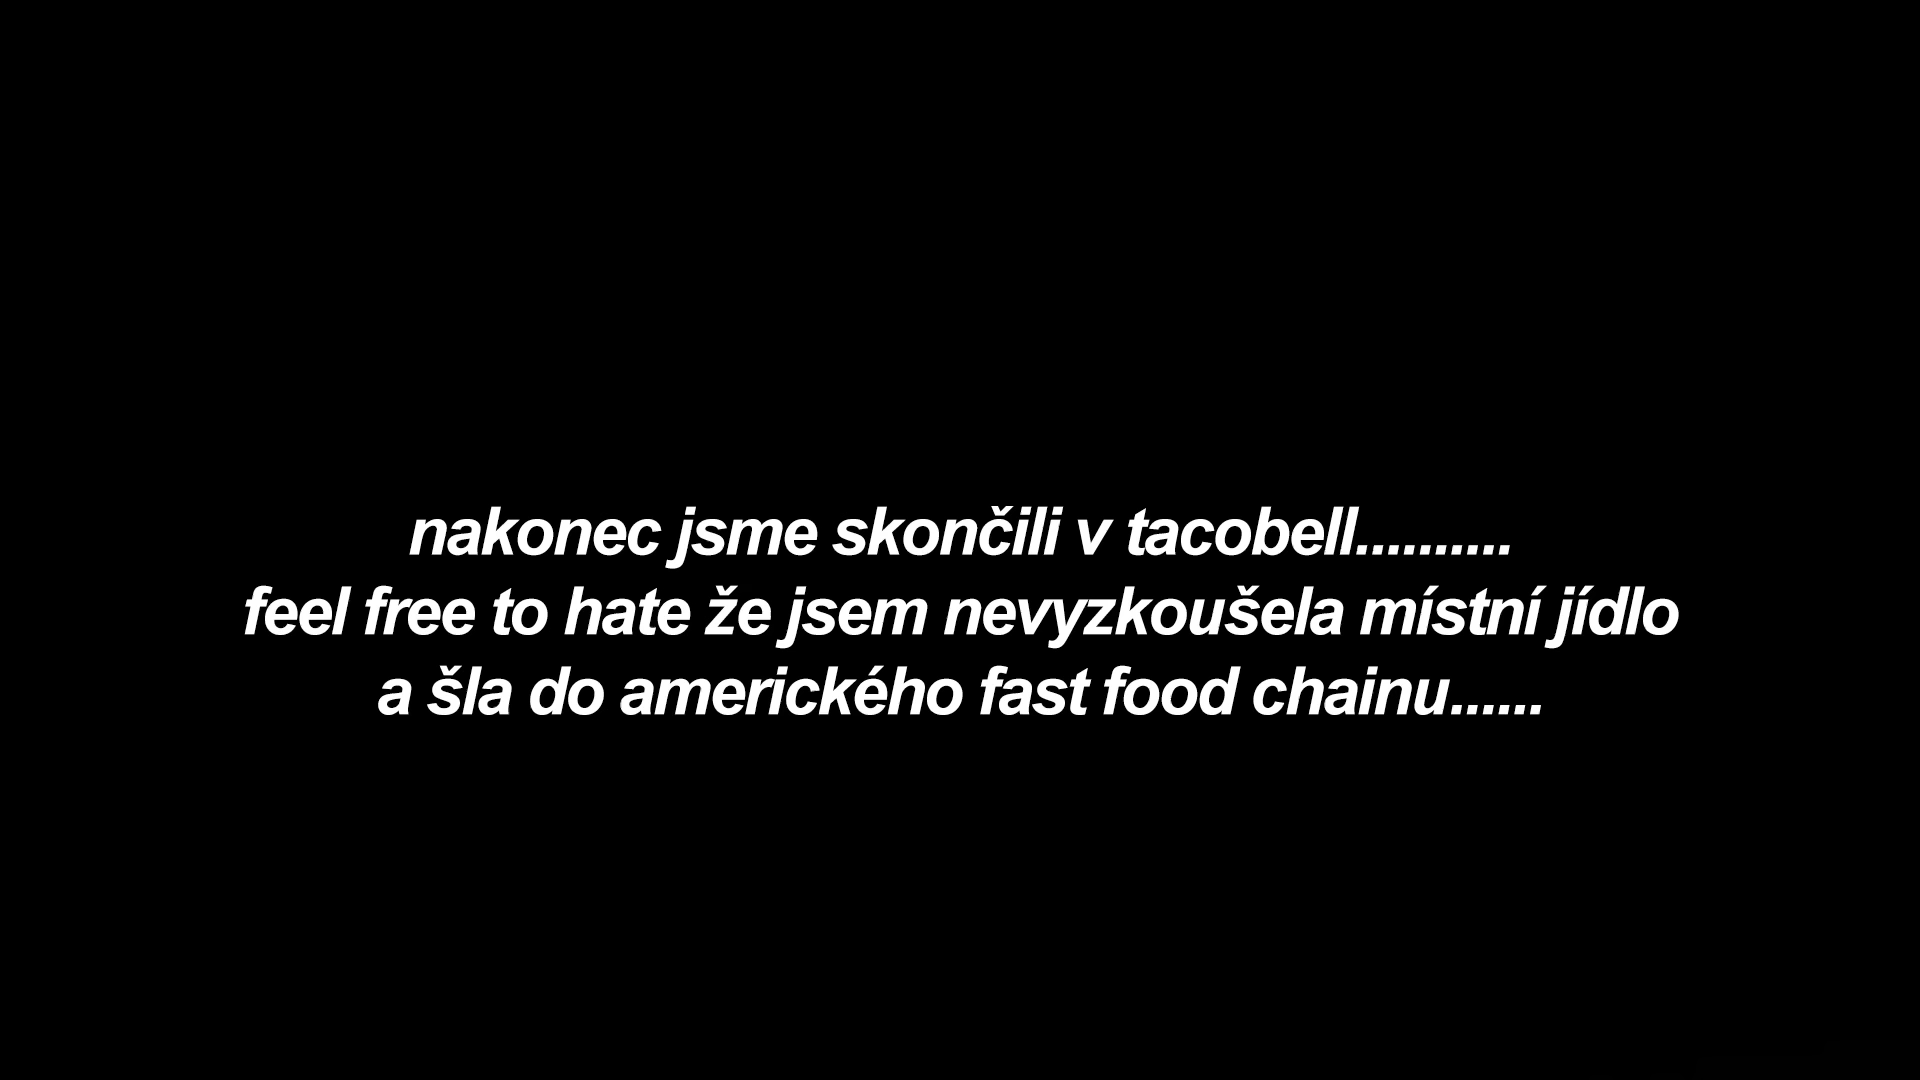 nakonec jsme skončili v tacobell..........
feel free to hate že jsem nevyzkoušela místní jídlo
a šla do amerického fast food chainu......